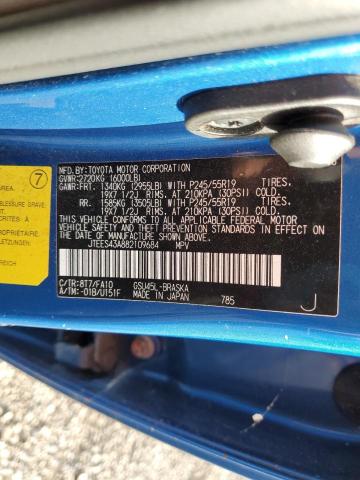 7
AREA.
MFD.BY:TOYOTA MOTOR CORPORATION
GVWR:2720KG (6000LB)
GAWR:FRT. 1340KG (2955LB) WITH P245/55R19 TIRES.
19X7 1/2J RIMS. AT 210KPA (30PSI) COLD.
RR. 1585KG (3505LB) WITH P245/55R19 TIRES.
19X7 1/2J RIMS. AT 210KPA (30PSI) COLD.
THIS VEHICLE CONFORMS TO ALL APPLICABLE FEDERAL MOTOR
VEHICLE SAFETY AND THEFT PREVENTION STANDARDS IN EFFECT
ON THE DATE OF MANUFACTURE SHOWN ABOVE.
JTEES43A882109684 MPV
C/TR:8T7/FA10 GSU45L-BRASKA
A/TM:-01B/U151F MADE IN JAPAN 785
J